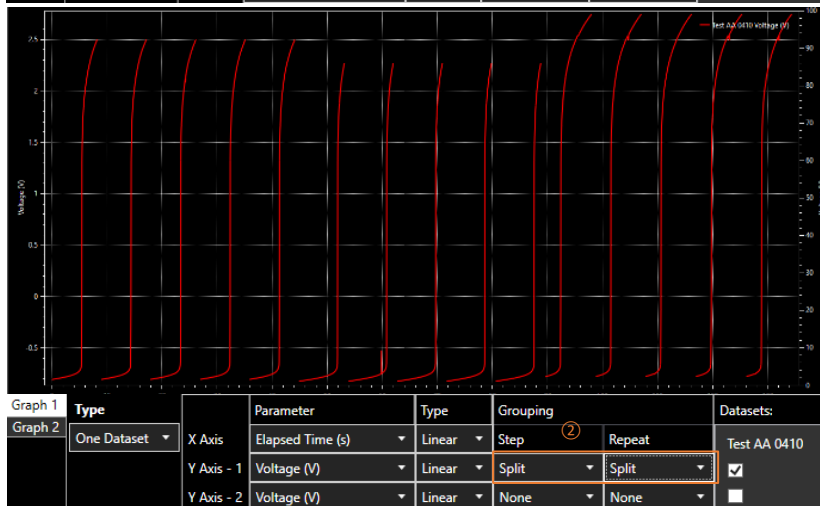 Test AA 0410 Voltage (V)
100
2.5
90
2
80
70
1.5
60
1
50
Voltage (V)
0.5
40
30
0
20
-0.5
10
0
Graph 1
Graph 2
Type
Parameter
Type
Grouping
Datasets:
One Dataset
X Axis
Elapsed Time (s)
Linear
Step
②
Repeat
Test AA 0410
Y Axis - 1
Voltage (V)
Linear
Split
Split
Y Axis - 2
Voltage (V)
Linear
None
None